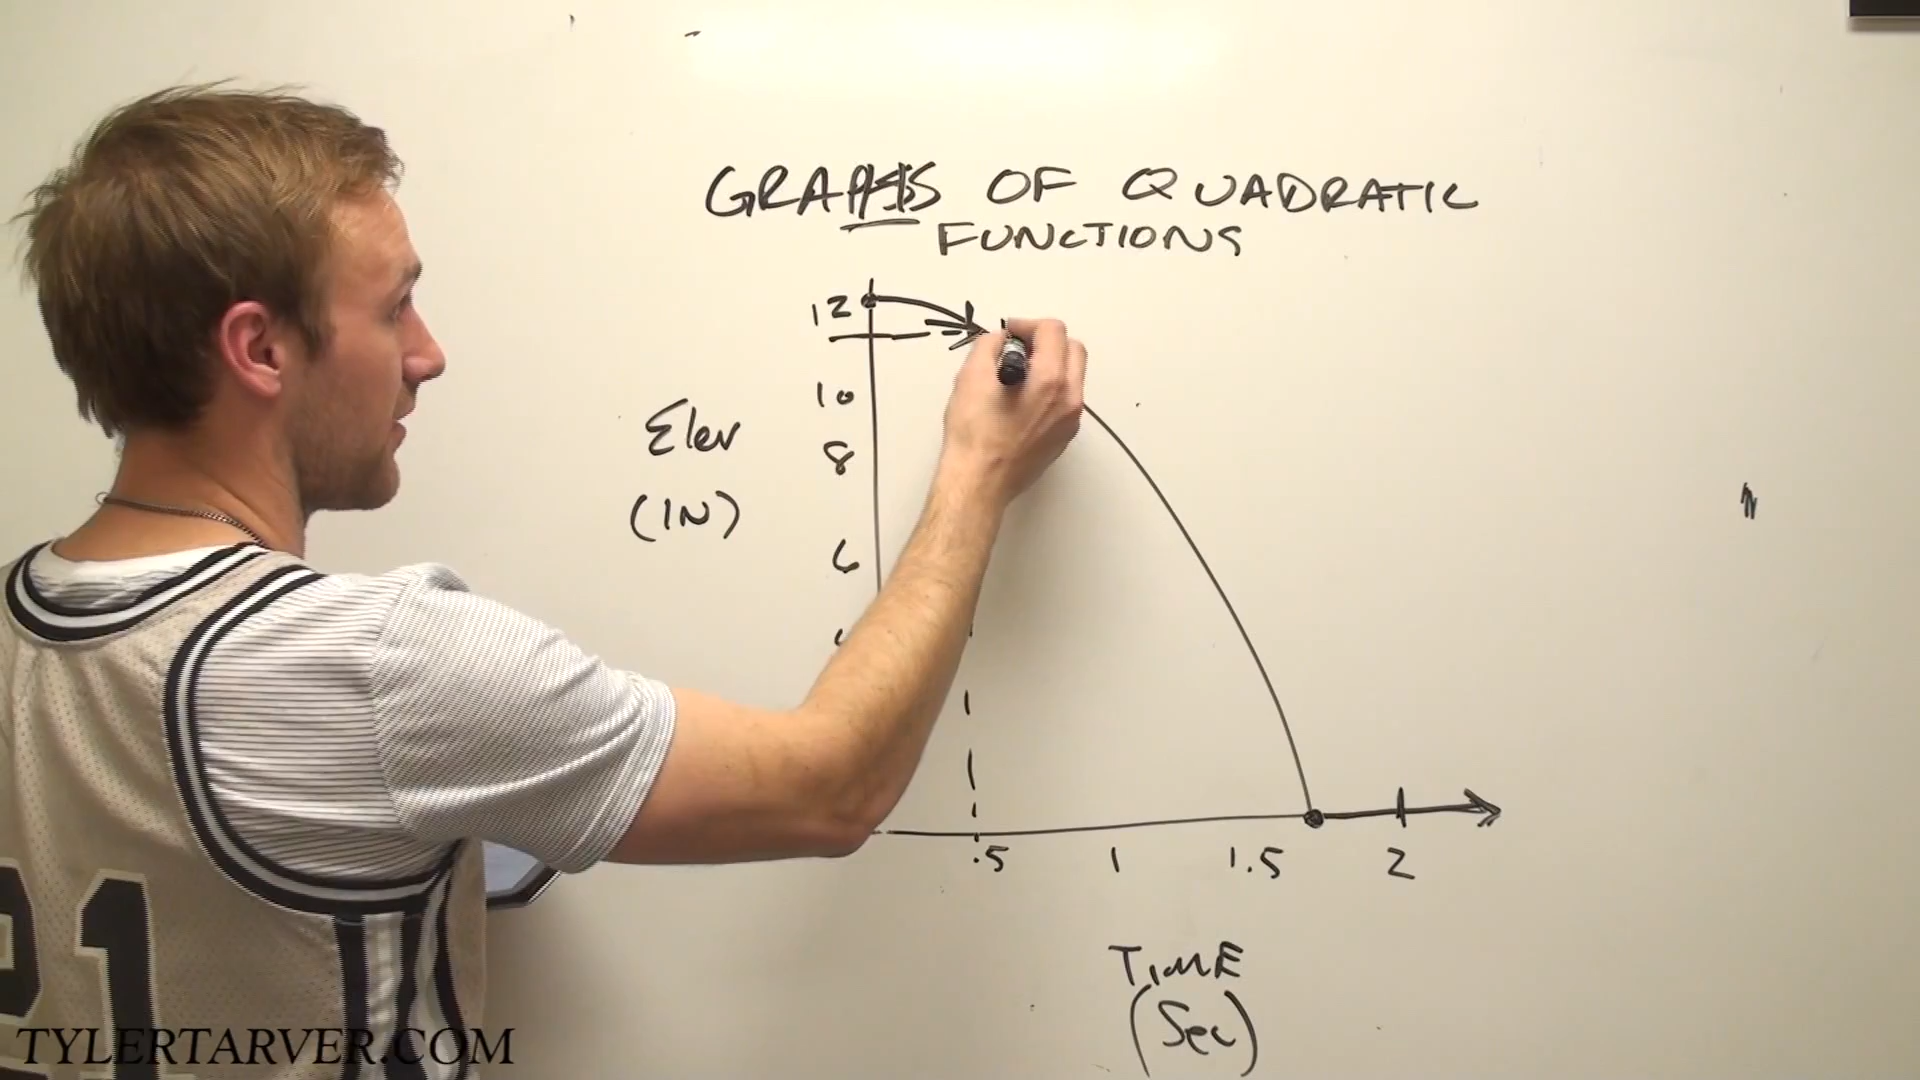 GRAPHS OF QUADRATIC
FUNCTIONS
12
10
Elev
8
(IN)
6
.5 1 1.5 2
TIME
(Sec)
21
TYLERTARVER.COM